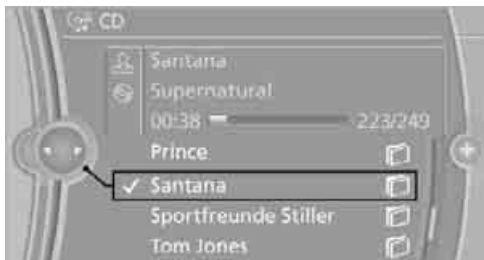 CD
Santana
Supernatural
00:38 223/249
Prince
Santana
Sportfreunde Stiller
Tom Jones